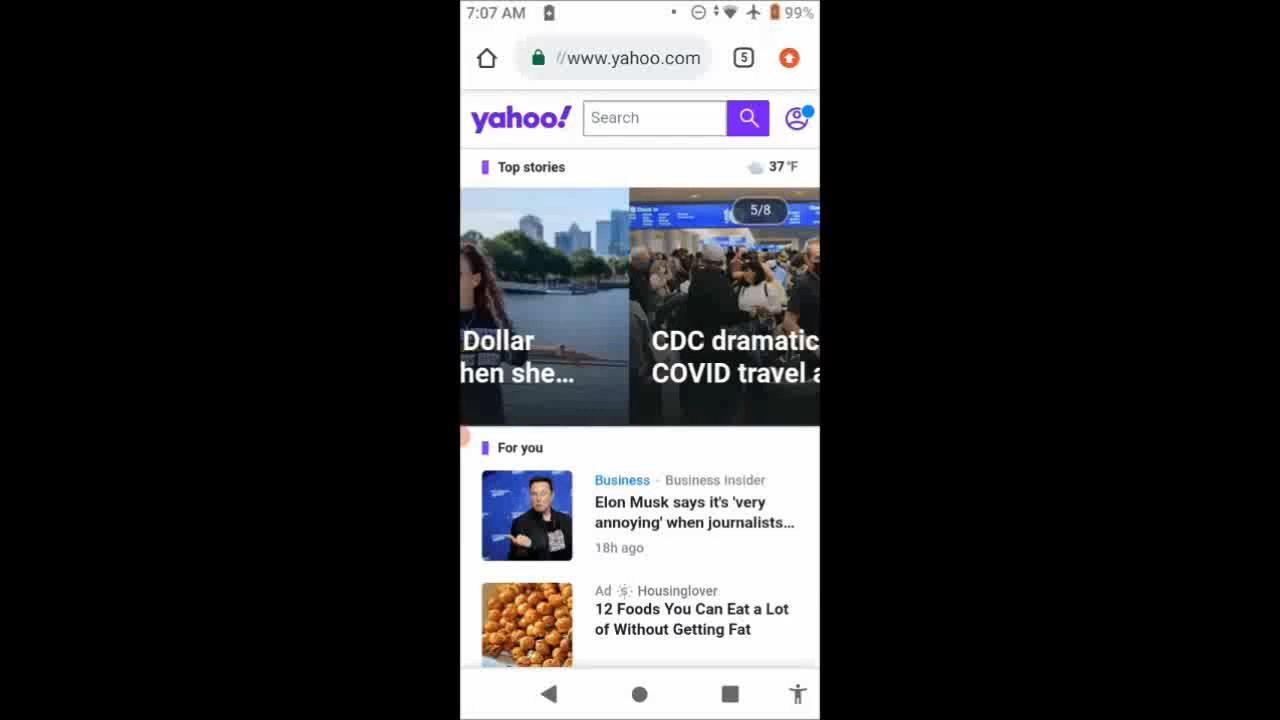 7:07 AM 99%
//www.yahoo.com 5
yahoo! Search
Top stories 37°F
5/8
Dollar
hen she...
CDC dramatic
COVID travel a
For you
Business - Business Insider
Elon Musk says it's 'very
annoying' when journalists...
18h ago
Ad Housinglover
12 Foods You Can Eat a Lot
of Without Getting Fat